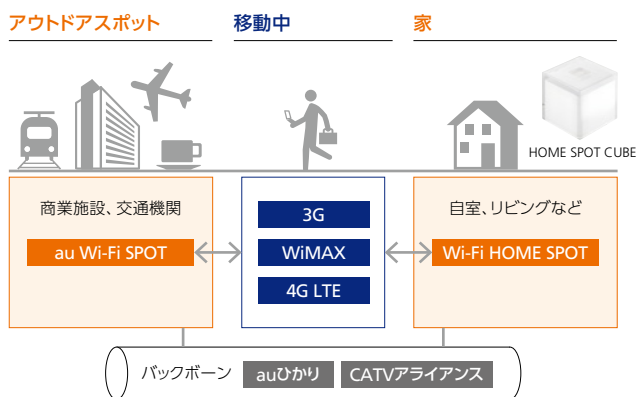 アウトドアスポット
移動中
家
HOME SPOT CUBE
商業施設、交通機関
au Wi-Fi SPOT
3G
WiMAX
4G LTE
自室、リビングなど
Wi-Fi HOME SPOT
バックボーン auひかり CATVアライアンス